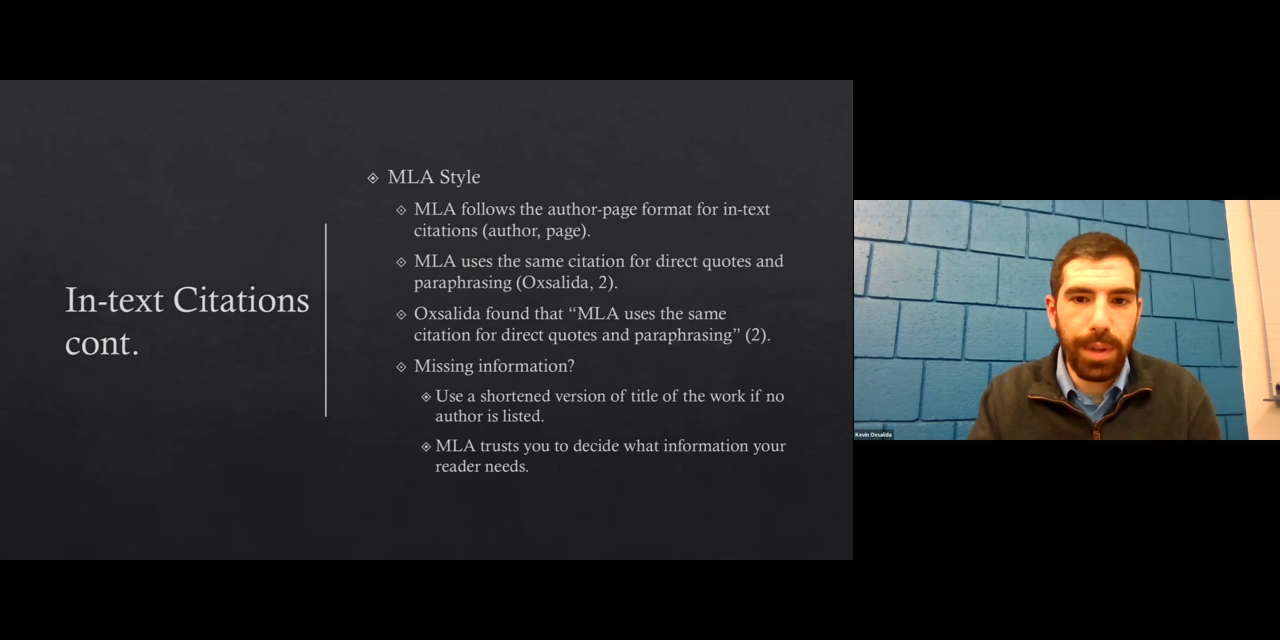 In-text Citations
cont.
MLA Style
MLA follows the author-page format for in-text
citations (author, page).
MLA uses the same citation for direct quotes and
paraphrasing (Oxsalida, 2).
Oxsalida found that “MLA uses the same
citation for direct quotes and paraphrasing” (2).
Missing information?
Use a shortened version of title of the work if no
author is listed.
MLA trusts you to decide what information your
reader needs.
Kevin Oxsalida